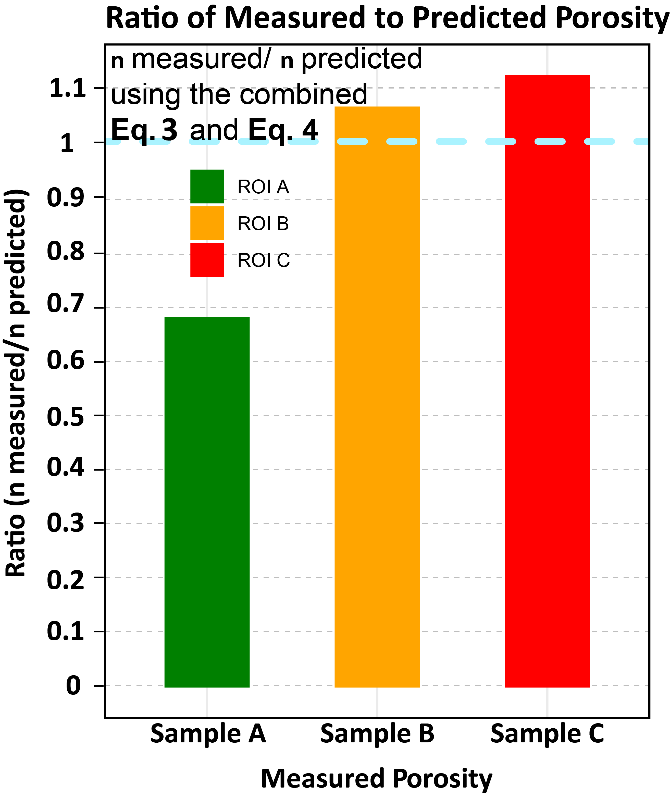 Ratio of Measured to Predicted Porosity
n measured/ n predicted
using the combined
Eq. 3 and Eq. 4
ROI A
ROI B
ROI C
Ratio (n measured/n predicted)
1.1
1
0.9
0.8
0.7
0.6
0.5
0.4
0.3
0.2
0.1
0
Sample A Sample B Sample C
Measured Porosity